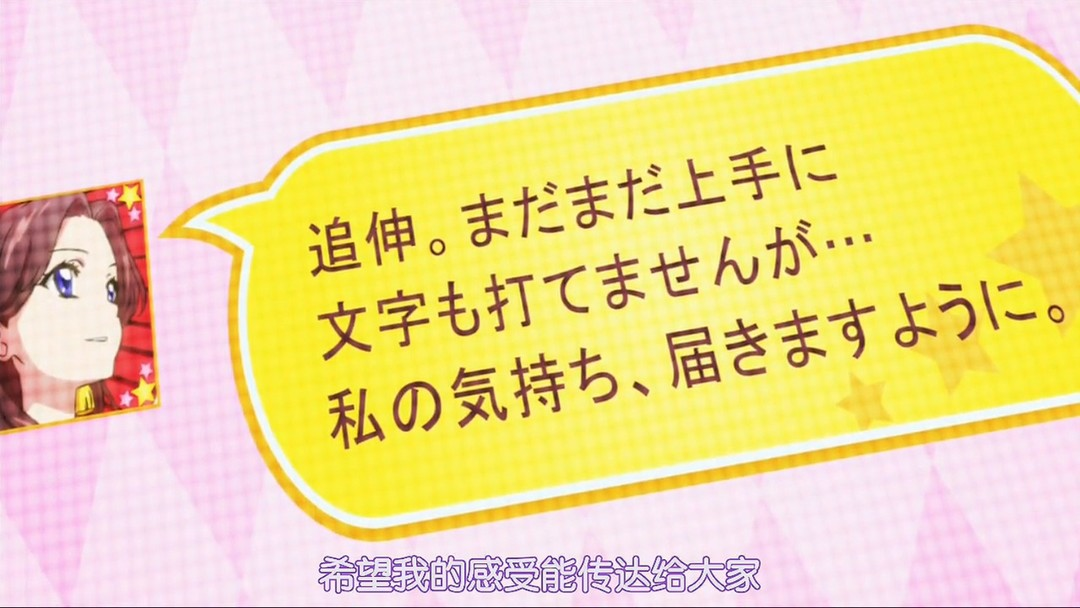 追伸。まだまだ上手に
文字も打てませんが…
私の気持ち、届きますように。
希望我的感受能传达给大家